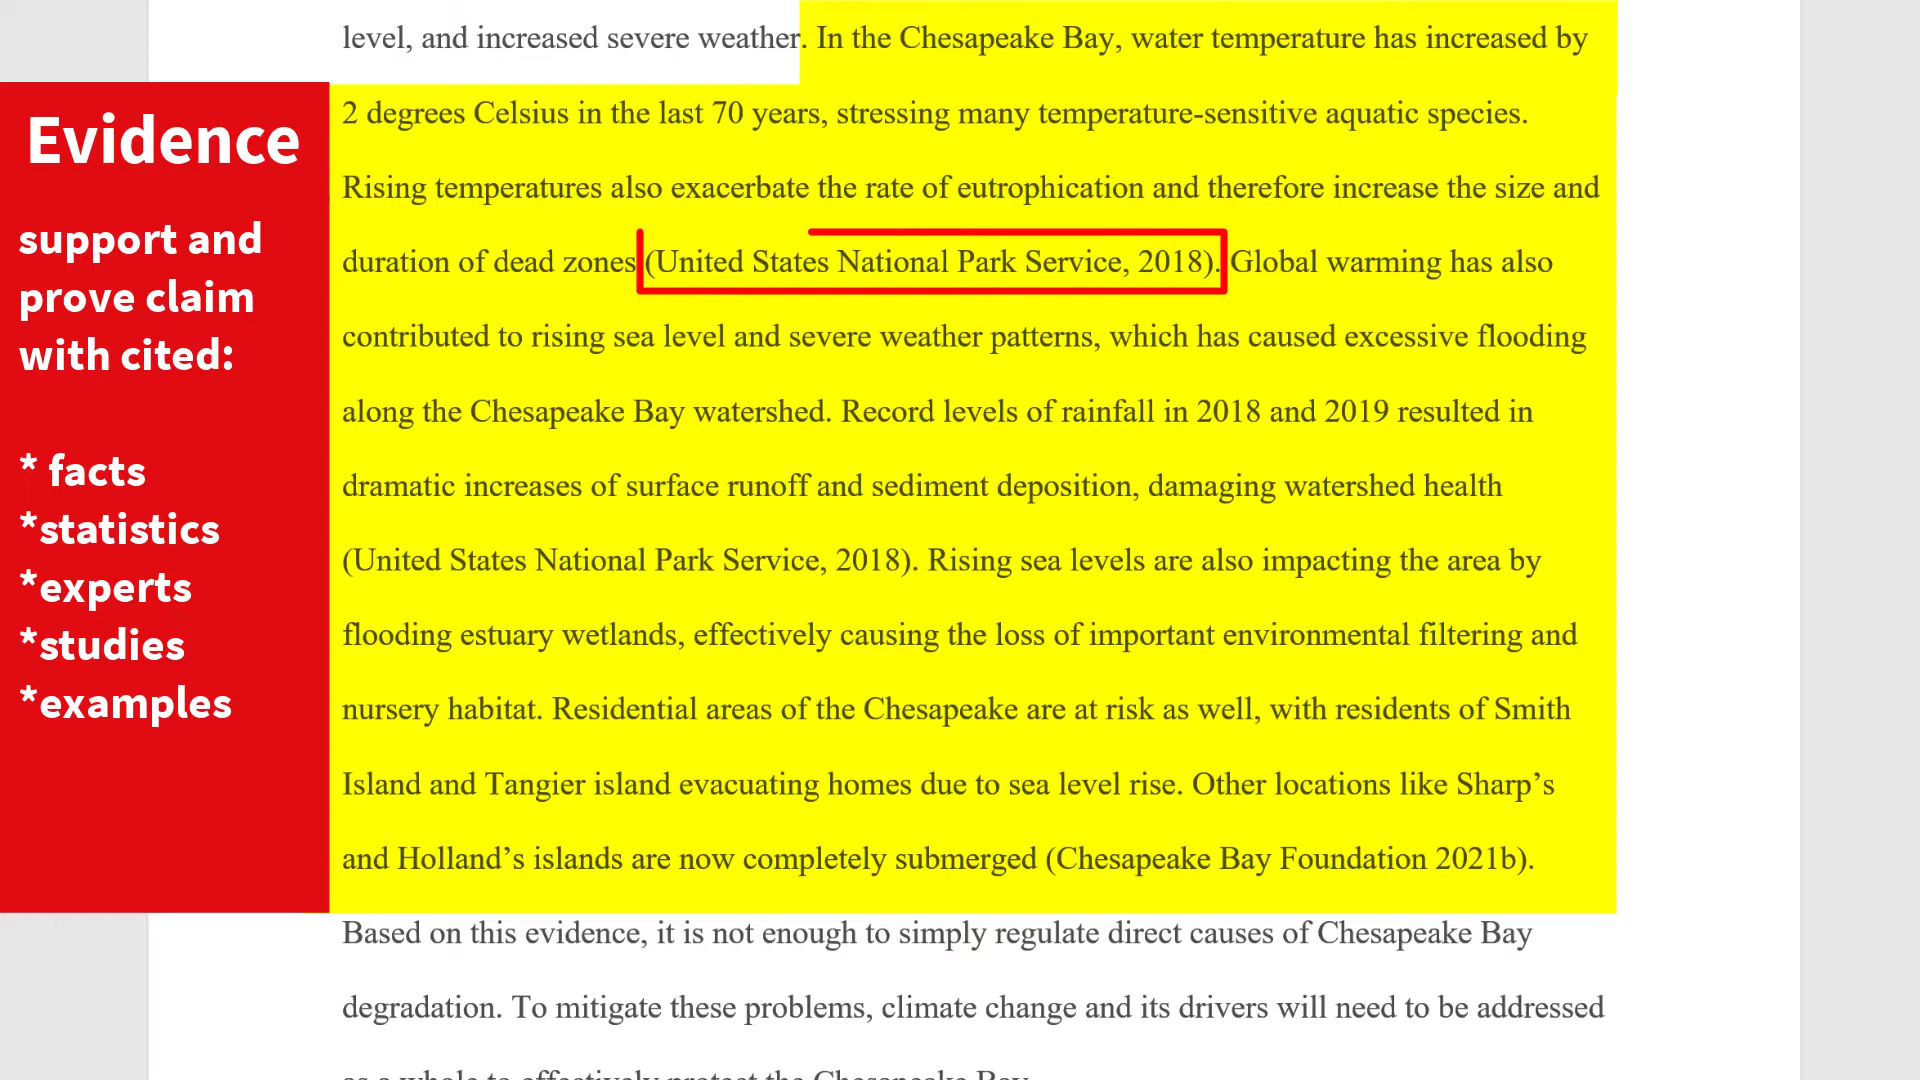 level, and increased severe weather. In the Chesapeake Bay, water temperature has increased by
2 degrees Celsius in the last 70 years, stressing many temperature-sensitive aquatic species.
Rising temperatures also exacerbate the rate of eutrophication and therefore increase the size and
duration of dead zones (United States National Park Service, 2018). Global warming has also
contributed to rising sea level and severe weather patterns, which has caused excessive flooding
along the Chesapeake Bay watershed. Record levels of rainfall in 2018 and 2019 resulted in
dramatic increases of surface runoff and sediment deposition, damaging watershed health
(United States National Park Service, 2018). Rising sea levels are also impacting the area by
flooding estuary wetlands, effectively causing the loss of important environmental filtering and
nursery habitat. Residential areas of the Chesapeake are at risk as well, with residents of Smith
Island and Tangier island evacuating homes due to sea level rise. Other locations like Sharp’s
and Holland’s islands are now completely submerged (Chesapeake Bay Foundation 2021b).
Based on this evidence, it is not enough to simply regulate direct causes of Chesapeake Bay
degradation. To mitigate these problems, climate change and its drivers will need to be addressed
as a whole to effectively protect the Chesapeake Bay.
Evidence
support and
prove claim
with cited:
* facts
*statistics
*experts
*studies
*examples